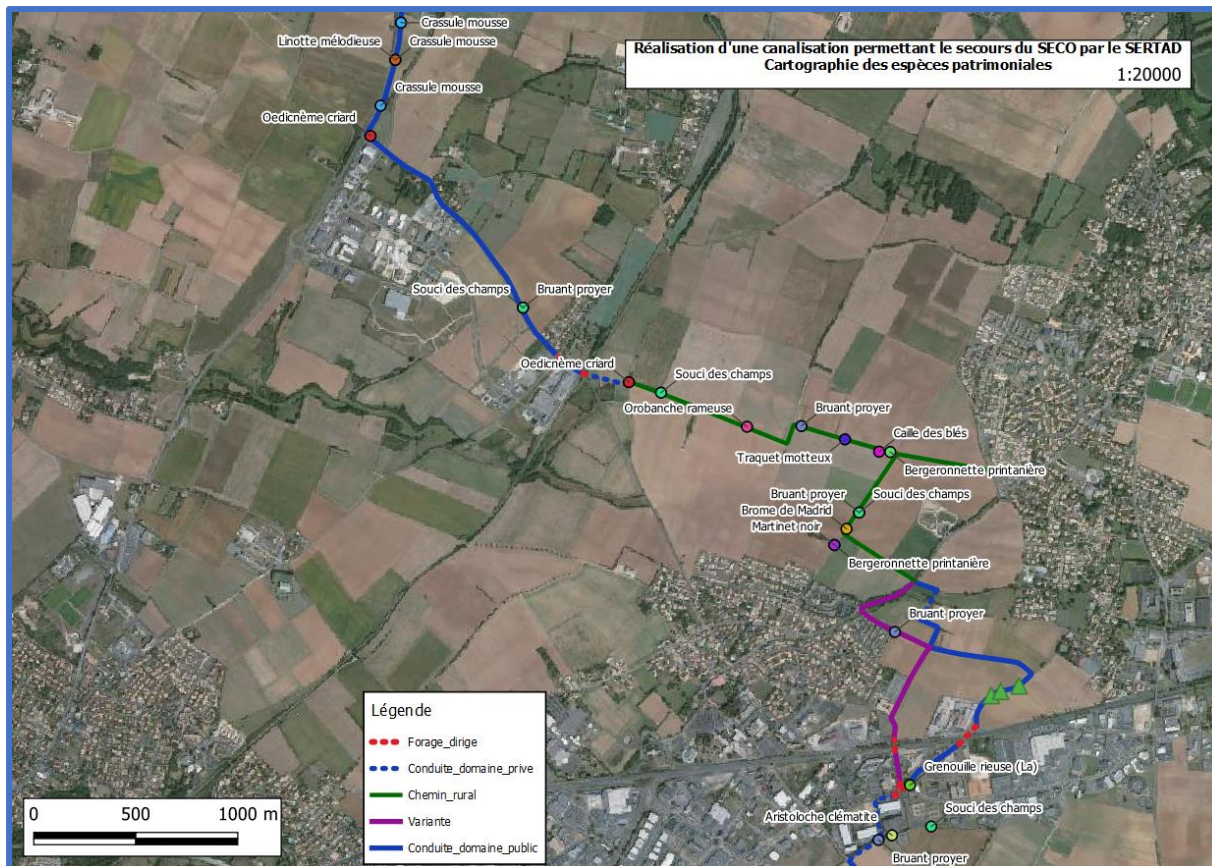 Crassule mousse
Réalisation d'une canalisation permettant le secours du SECO par le SERTAD
Cartographie des espèces patrimoniales
1:20000
Linotte mélodieuse
Crassule mousse
Crassule mousse
Oedicnème criard
Souci des champs
Bruant proyer
Oedicnème criard
Souci des champs
Orobanche rameuse
Bruant proyer
Traquet motteux
Caille des blés
Bergeronnette printanière
Bruant proyer
Souci des champs
Brome de Madrid
Martinet noir
Bergeronnette printanière
Bruant proyer
Grenouille rieuse (La)
Souci des champs
Aristoloche clématite
Bruant proyer
Légende
Forage_dirige
Conduite_domaine_prive
Chemin_rural
Variante
Conduite_domaine_public
0 500 1000 m